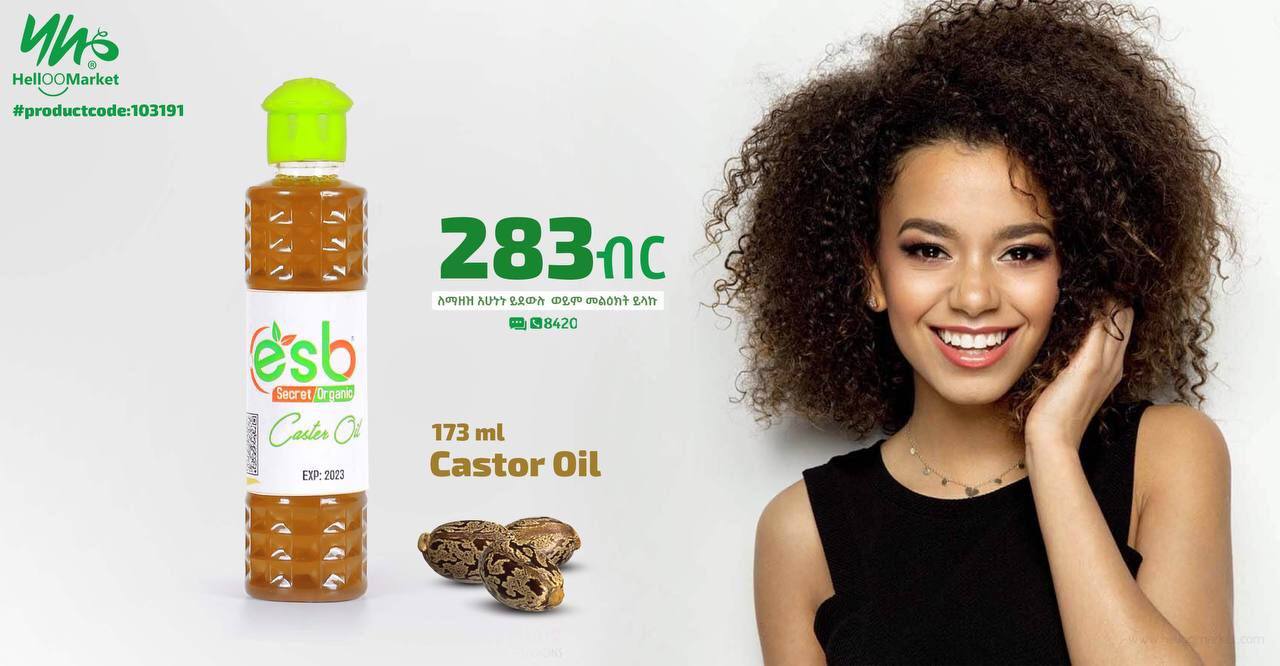 HellOOMarket
®
#productcode:103191
283ብር
ለማዘዝ አሁኑኑ ይደውሉ ወይም መልዕክት ይላኩ
8420
esb
Secret/Organic
Caster Oil
EXP: 2023
173 ml
Castor Oil